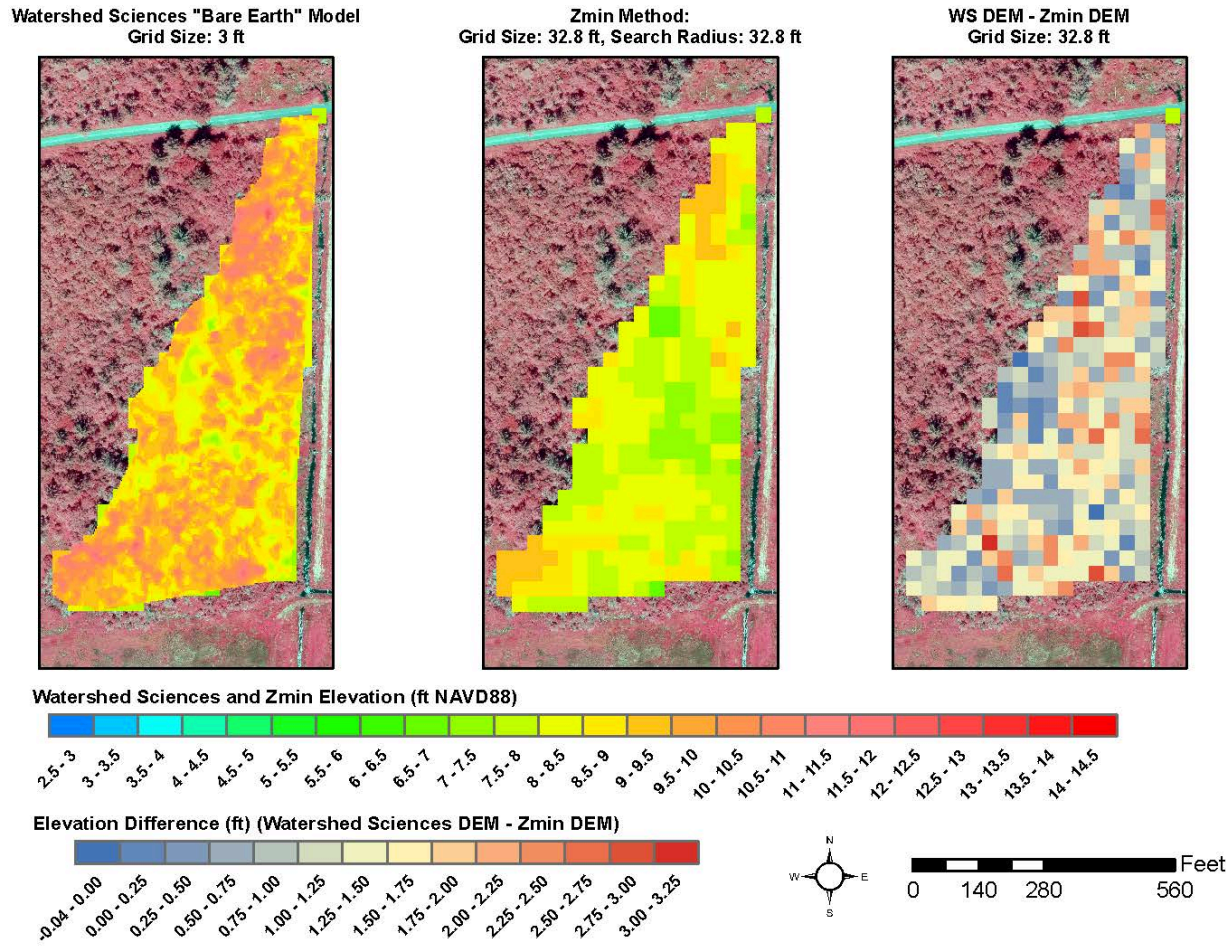 Watershed Sciences "Bare Earth" Model
Grid Size: 3 ft
Zmin Method:
Grid Size: 32.8 ft, Search Radius: 32.8 ft
WS DEM - Zmin DEM
Grid Size: 32.8 ft
Watershed Sciences and Zmin Elevation (ft NAVD88)
2.5 - 3
3 - 3.5
3.5 - 4
4 - 4.5
4.5 - 5
5 - 5.5
5.5 - 6
6 - 6.5
6.5 - 7
7 - 7.5
7.5 - 8
8 - 8.5
8.5 - 9
9 - 9.5
9.5 - 10
10 - 10.5
10.5 - 11
11 - 11.5
11.5 - 12
12 - 12.5
12.5 - 13
13 - 13.5
13.5 - 14
14 - 14.5
Elevation Difference (ft) (Watershed Sciences DEM - Zmin DEM)
-0.04 - 0.00
0.00 - 0.25
0.25 - 0.50
0.50 - 0.75
0.75 - 1.00
1.00 - 1.25
1.25 - 1.50
1.50 - 1.75
1.75 - 2.00
2.00 - 2.25
2.25 - 2.50
2.50 - 2.75
2.75 - 3.00
3.00 - 3.25
N
W E
S
Feet
0 140 280 560